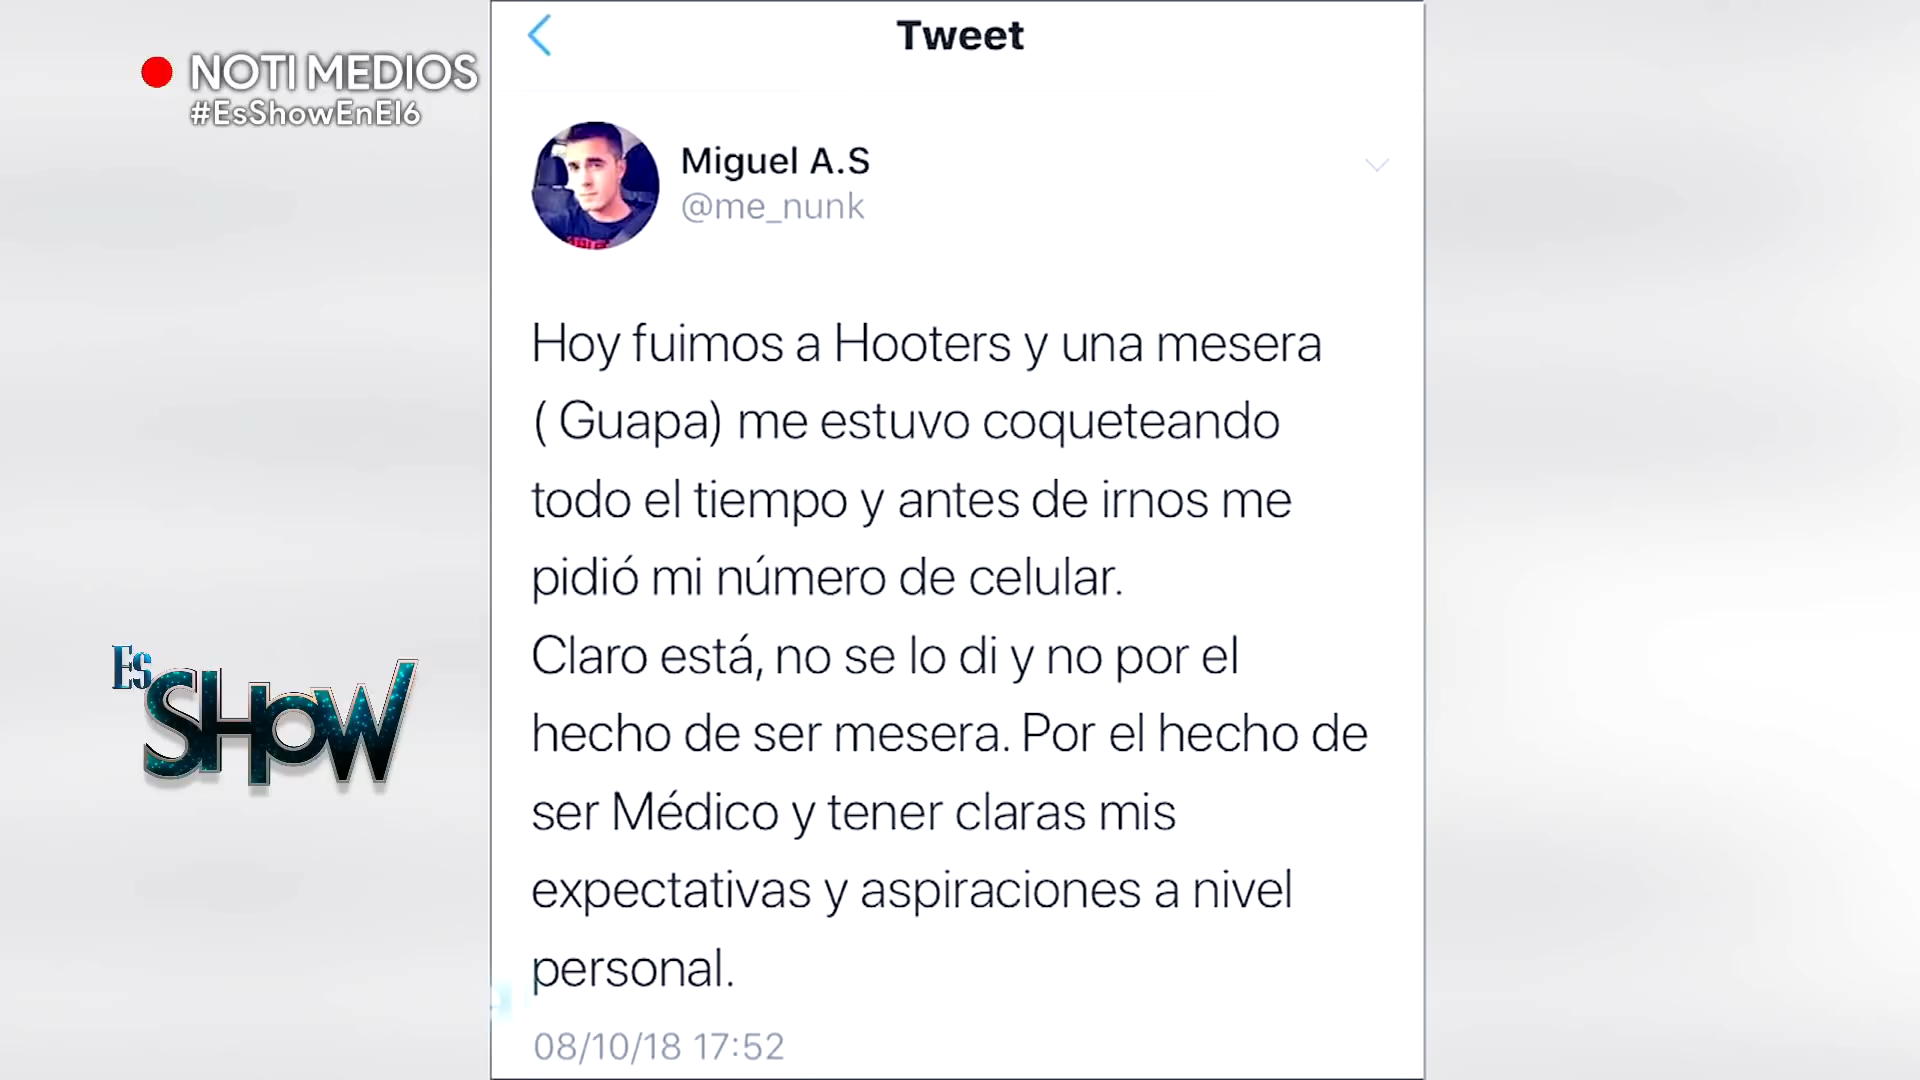 NOTI MEDIOS
#EsShowEnEl6
Es
SHOW
Tweet
Miguel A.S
@me_nunk
Hoy fuimos a Hooters y una mesera
( Guapa) me estuvo coqueteando
todo el tiempo y antes de irnos me
pidió mi número de celular.
Claro está, no se lo di y no por el
hecho de ser mesera. Por el hecho de
ser Médico y tener claras mis
expectativas y aspiraciones a nivel
personal.
08/10/18 17:52